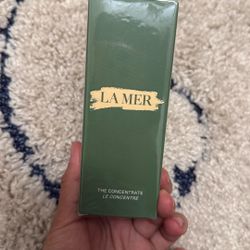 LA MER
THE CONCENTRATE
LE CONCENTRÉ